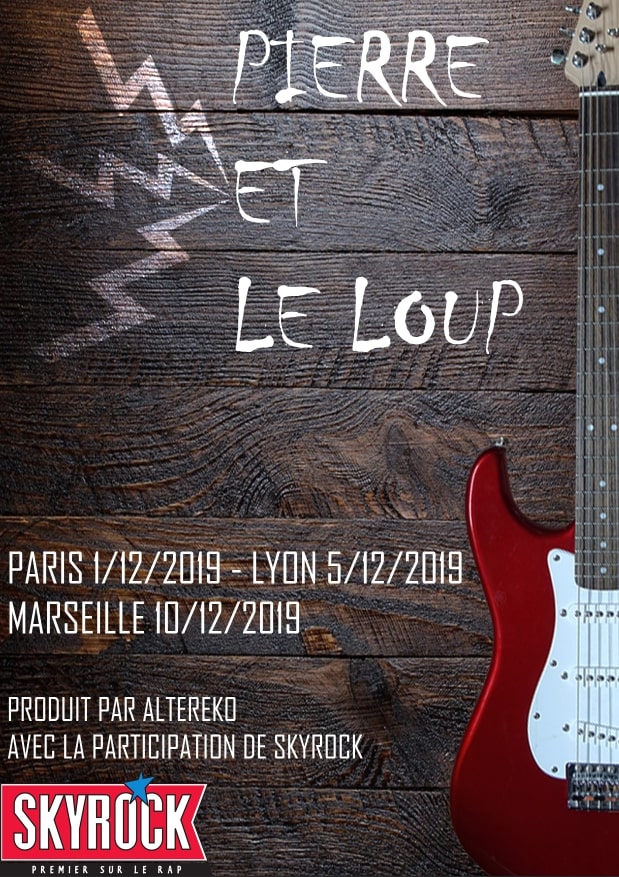 PIERRE
ET
LE LOUP
PARIS 1/12/2019 - LYON 5/12/2019
MARSEILLE 10/12/2019
PRODUIT PAR ALTEREKO
AVEC LA PARTICIPATION DE SKYROCK
SKYROCK
PREMIER SUR LE RAP